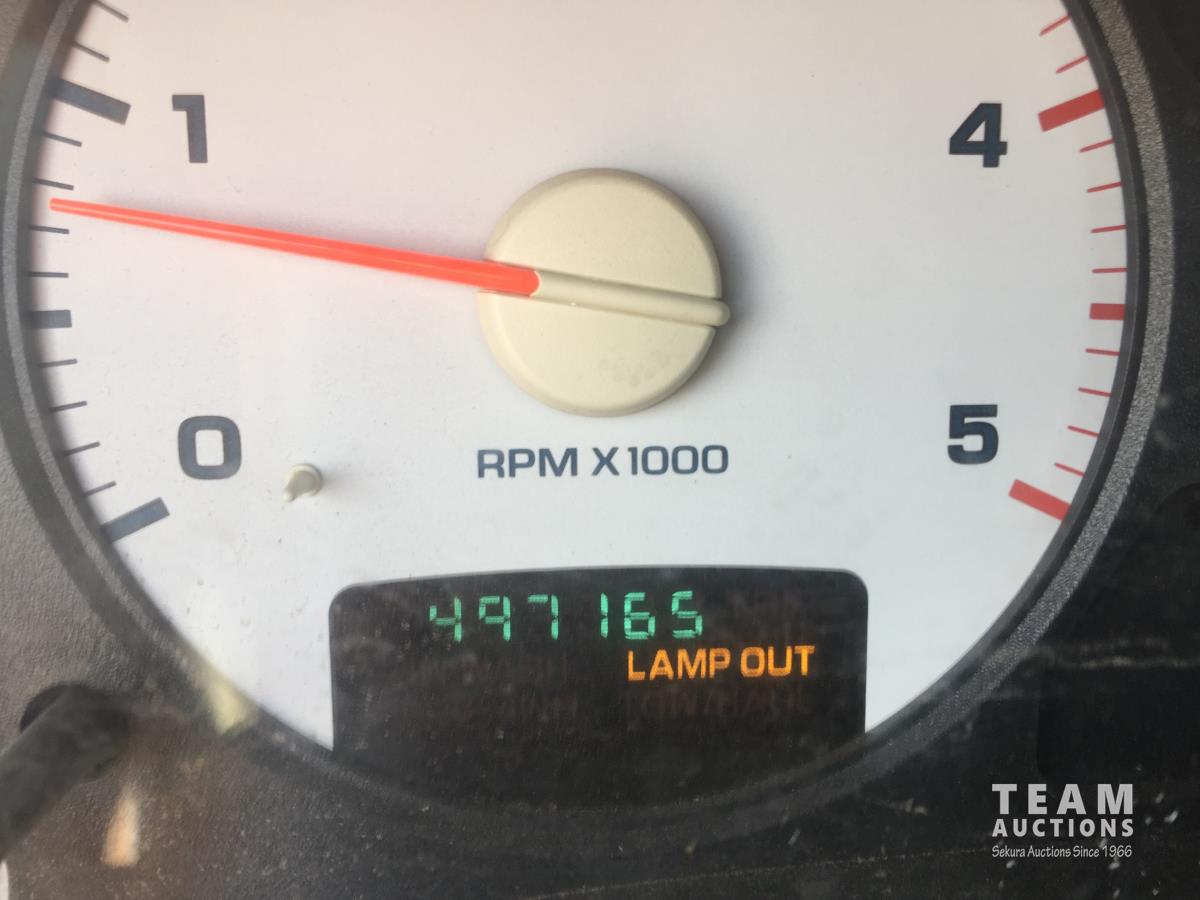 1
4
0
5
RPM X1000
497165
LAMP OUT
TEAM
AUCTIONS
Sekura Auctions Since 1966